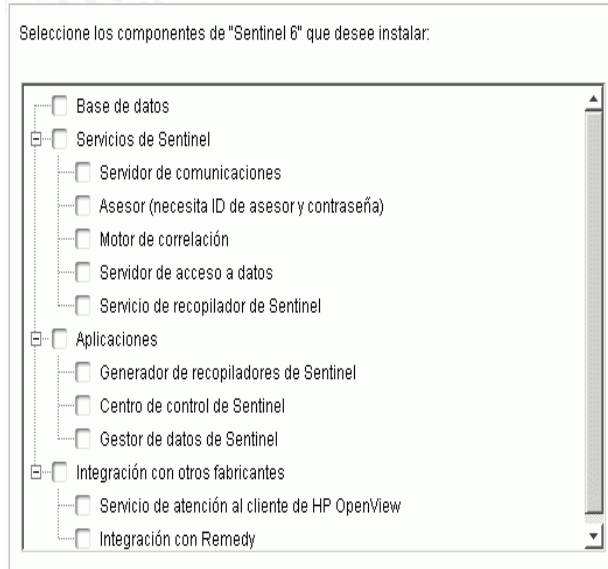 Seleccione los componentes de "Sentinel 6" que desee instalar:
Base de datos
Servicios de Sentinel
Servidor de comunicaciones
Asesor (necesita ID de asesor y contraseña)
Motor de correlación
Servidor de acceso a datos
Servicio de recopilador de Sentinel
Aplicaciones
Generador de recopiladores de Sentinel
Centro de control de Sentinel
Gestor de datos de Sentinel
Integración con otros fabricantes
Servicio de atención al cliente de HP OpenView
Integración con Remedy